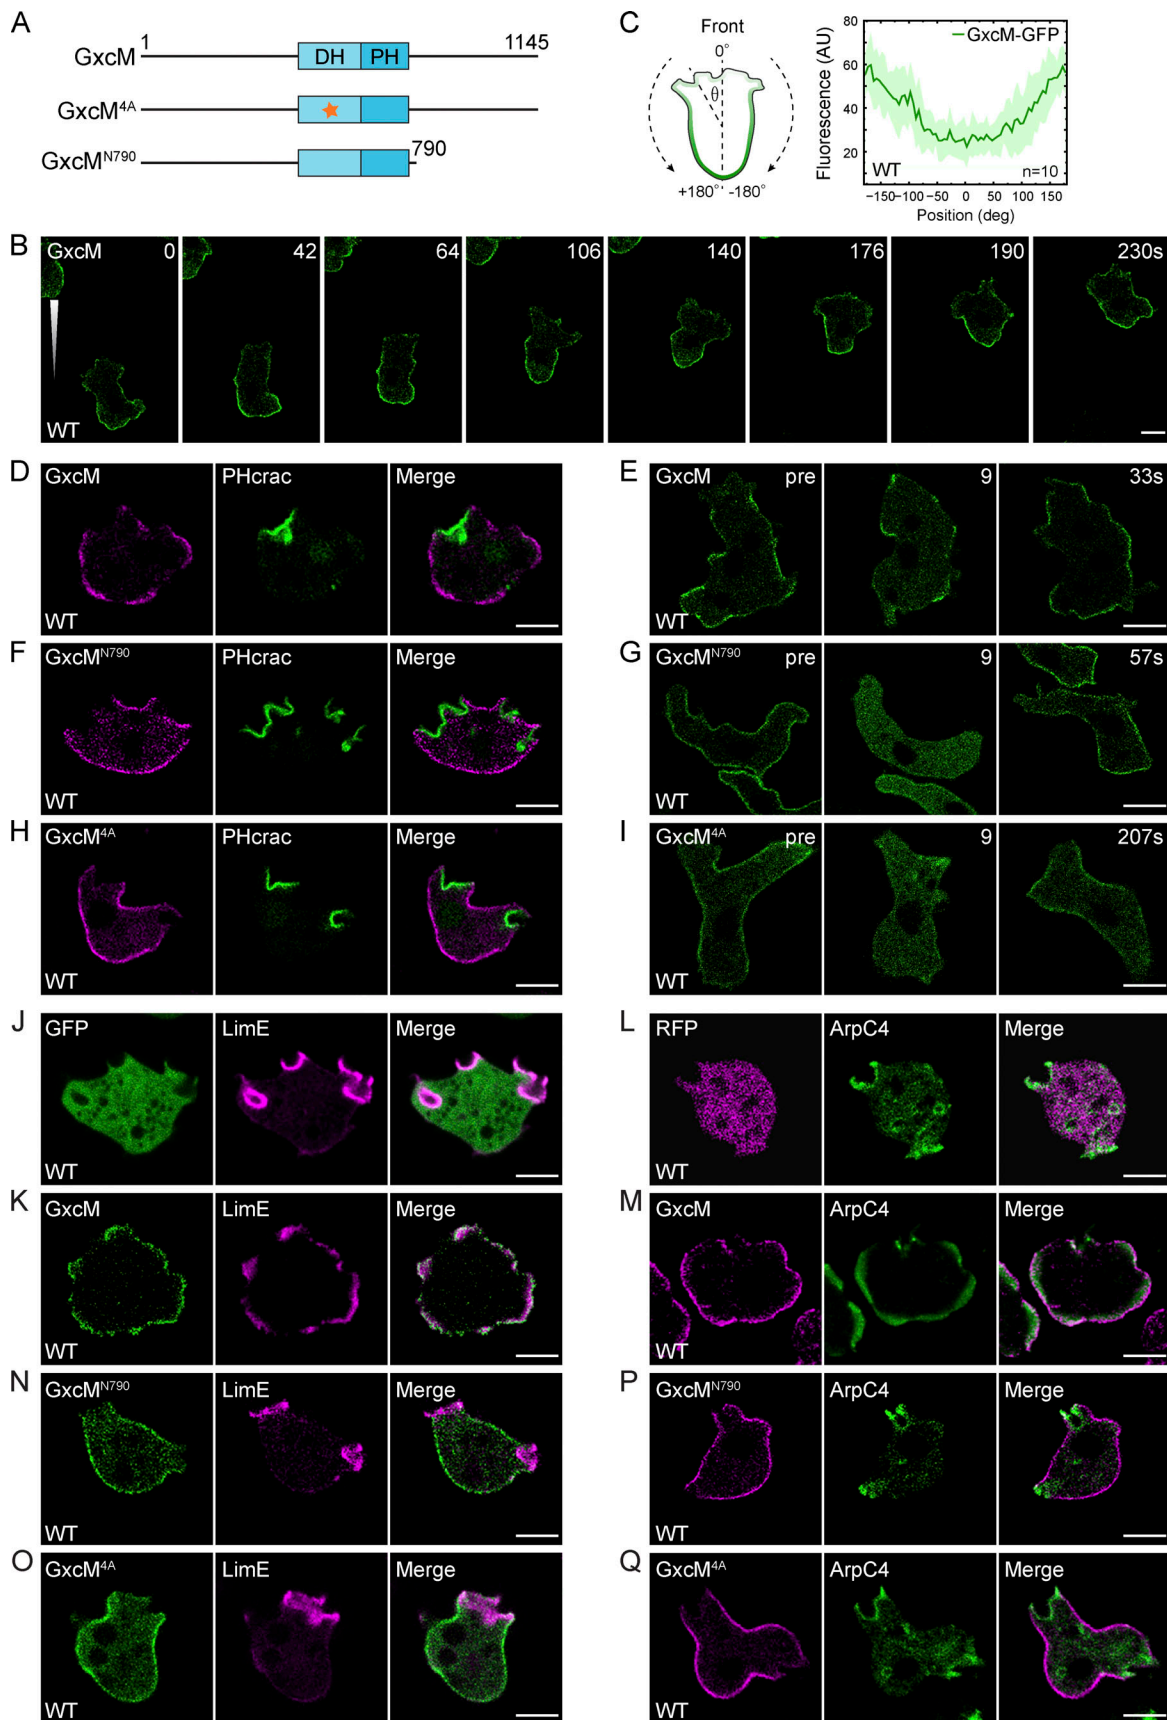 A
1
1145
GxcM
DH
PH
GxcM4A
GxcMN790
790
C
Front
0°
θ
+180°
-180°
Fluorescence (AU)
80
60
40
20
GxcM-GFP
WT
n=10
−150
−100
−50
0
50
100
150
Position (deg)
B
GxcM
0
42
64
106
140
176
190
230s
WT
D
GxcM
PHcrac
Merge
WT
E
GxcM
pre
9
33s
WT
F
GxcMN790
PHcrac
Merge
WT
G
GxcMN790
pre
9
57s
WT
H
GxcM4A
PHcrac
Merge
WT
I
GxcM4A
pre
9
207s
WT
J
GFP
LimE
Merge
WT
L
RFP
ArpC4
Merge
WT
K
GxcM
LimE
Merge
WT
M
GxcM
ArpC4
Merge
WT
N
GxcMN790
LimE
Merge
WT
P
GxcMN790
ArpC4
Merge
WT
O
GxcM4A
LimE
Merge
WT
Q
GxcM4A
ArpC4
Merge
WT